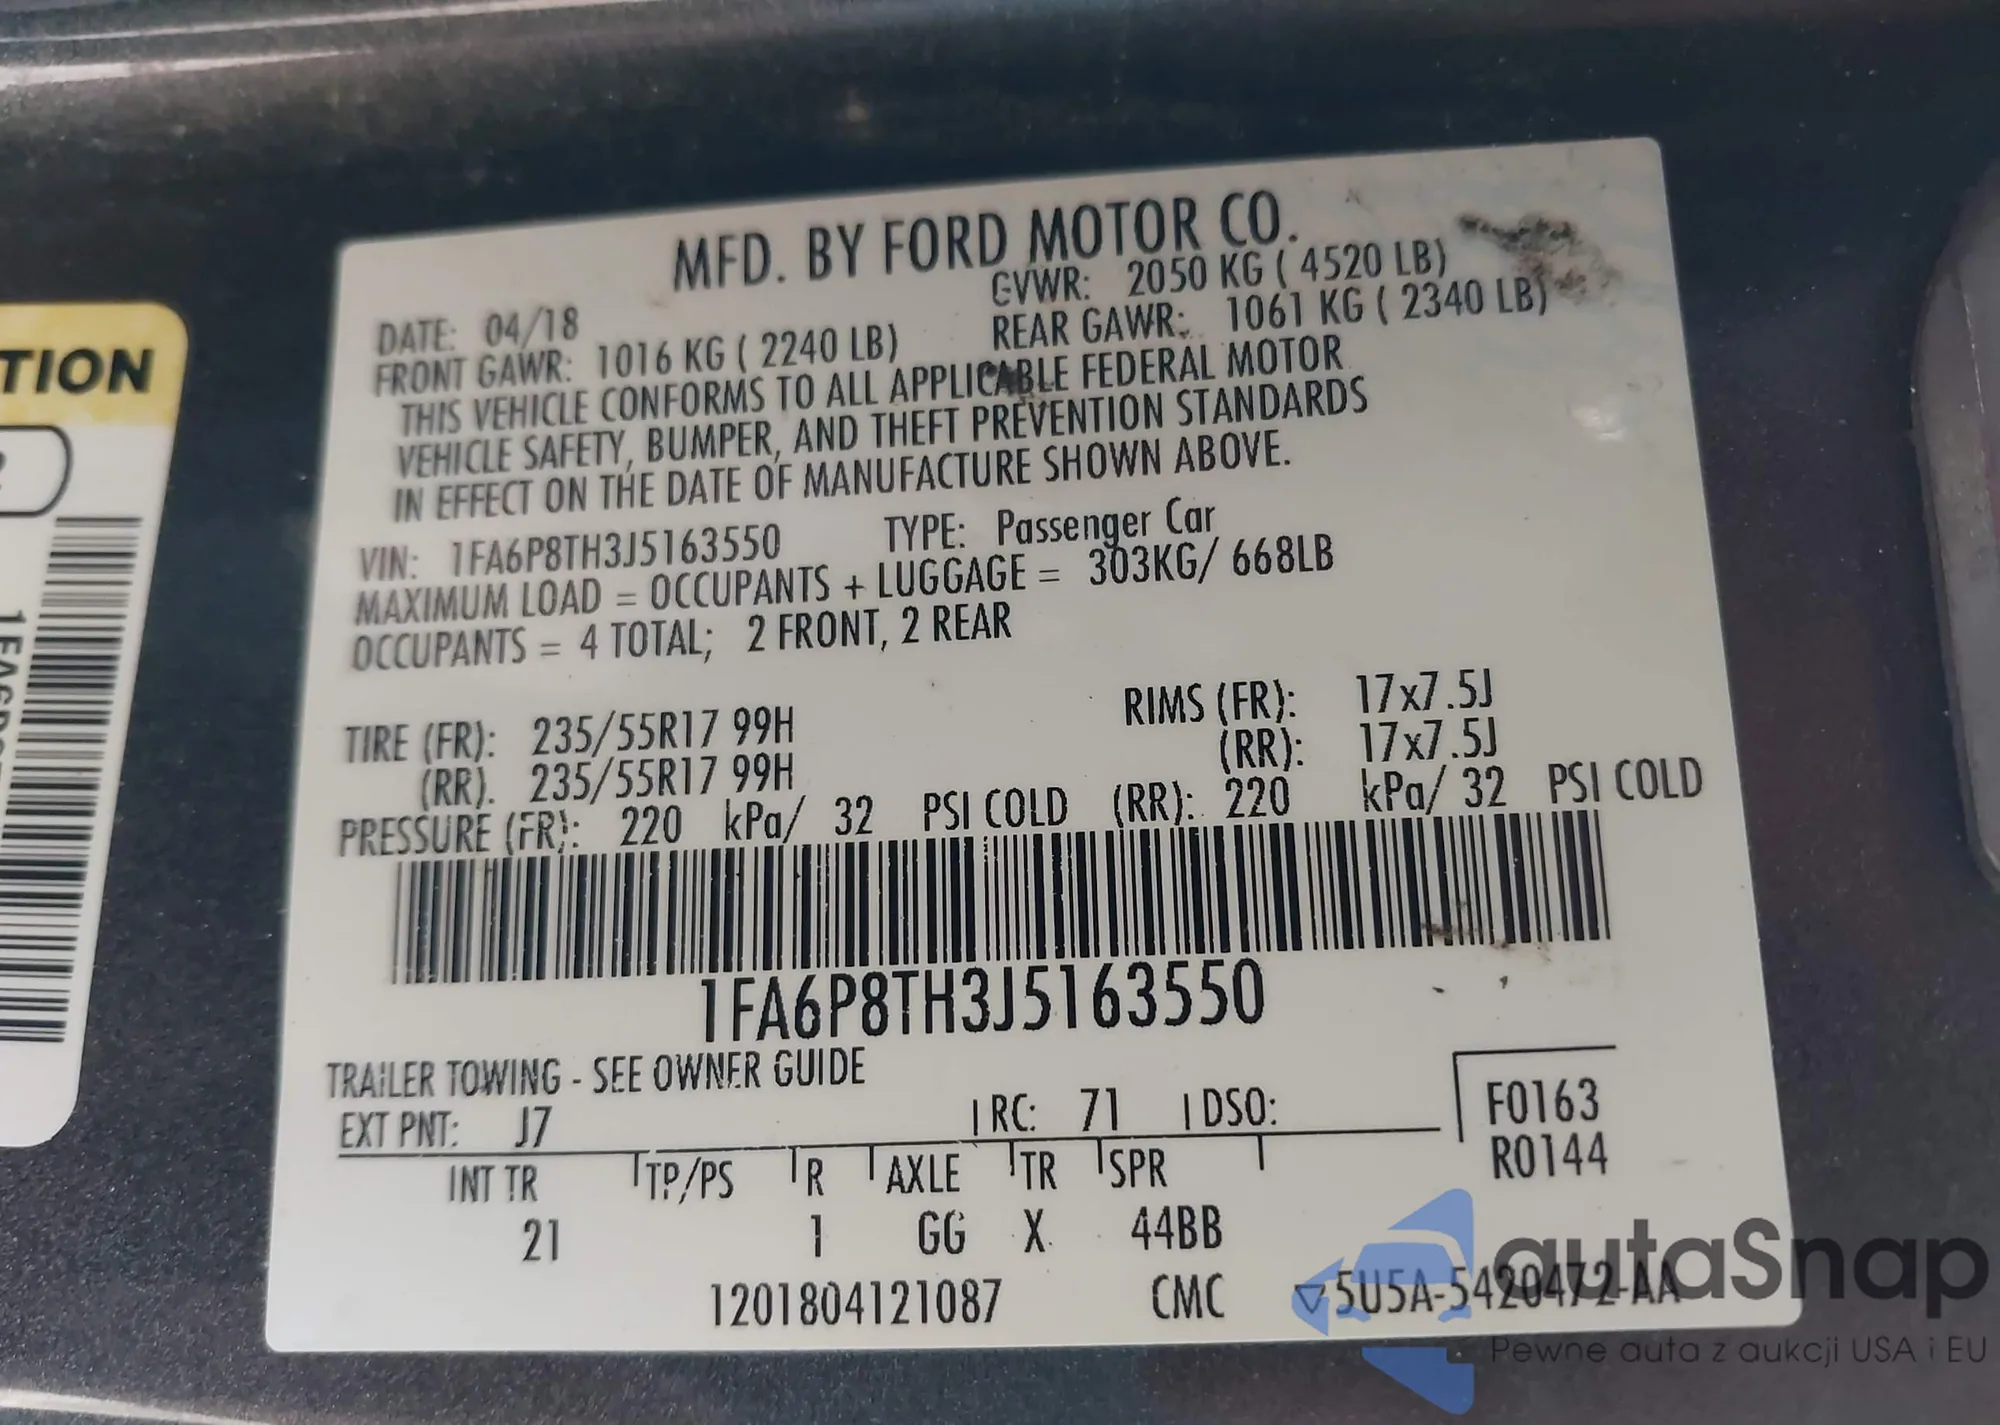 MFD. BY FORD MOTOR CO.
DATE: 04/18 GVWR: 2050 KG ( 4520 LB)
FRONT GAWR: 1016 KG ( 2240 LB) REAR GAWR: 1061 KG ( 2340 LB)
THIS VEHICLE CONFORMS TO ALL APPLICABLE FEDERAL MOTOR
VEHICLE SAFETY, BUMPER, AND THEFT PREVENTION STANDARDS
IN EFFECT ON THE DATE OF MANUFACTURE SHOWN ABOVE.
VIN: 1FA6P8TH3J5163550 TYPE: Passenger Car
MAXIMUM LOAD = OCCUPANTS + LUGGAGE = 303KG/ 668LB
OCCUPANTS = 4 TOTAL; 2 FRONT, 2 REAR
TIRE (FR): 235/55R17 99H RIMS (FR): 17x7.5J
(RR). 235/55R17 99H (RR): 17x7.5J
PRESSURE (FR): 220 kPa/ 32 PSI COLD (RR): 220 kPa/ 32 PSI COLD
1FA6P8TH3J5163550
TRAILER TOWING - SEE OWNER GUIDE
EXT PNT: J7 RC: 71 DSO: F0163
R0144
INT TR TP/PS R AXLE TR SPR
21 1 GG X 44BB
1201804121087 CMC 5U5A-5420472-AA
TION
autaSnap
Pewne auta z aukcji USA i EU